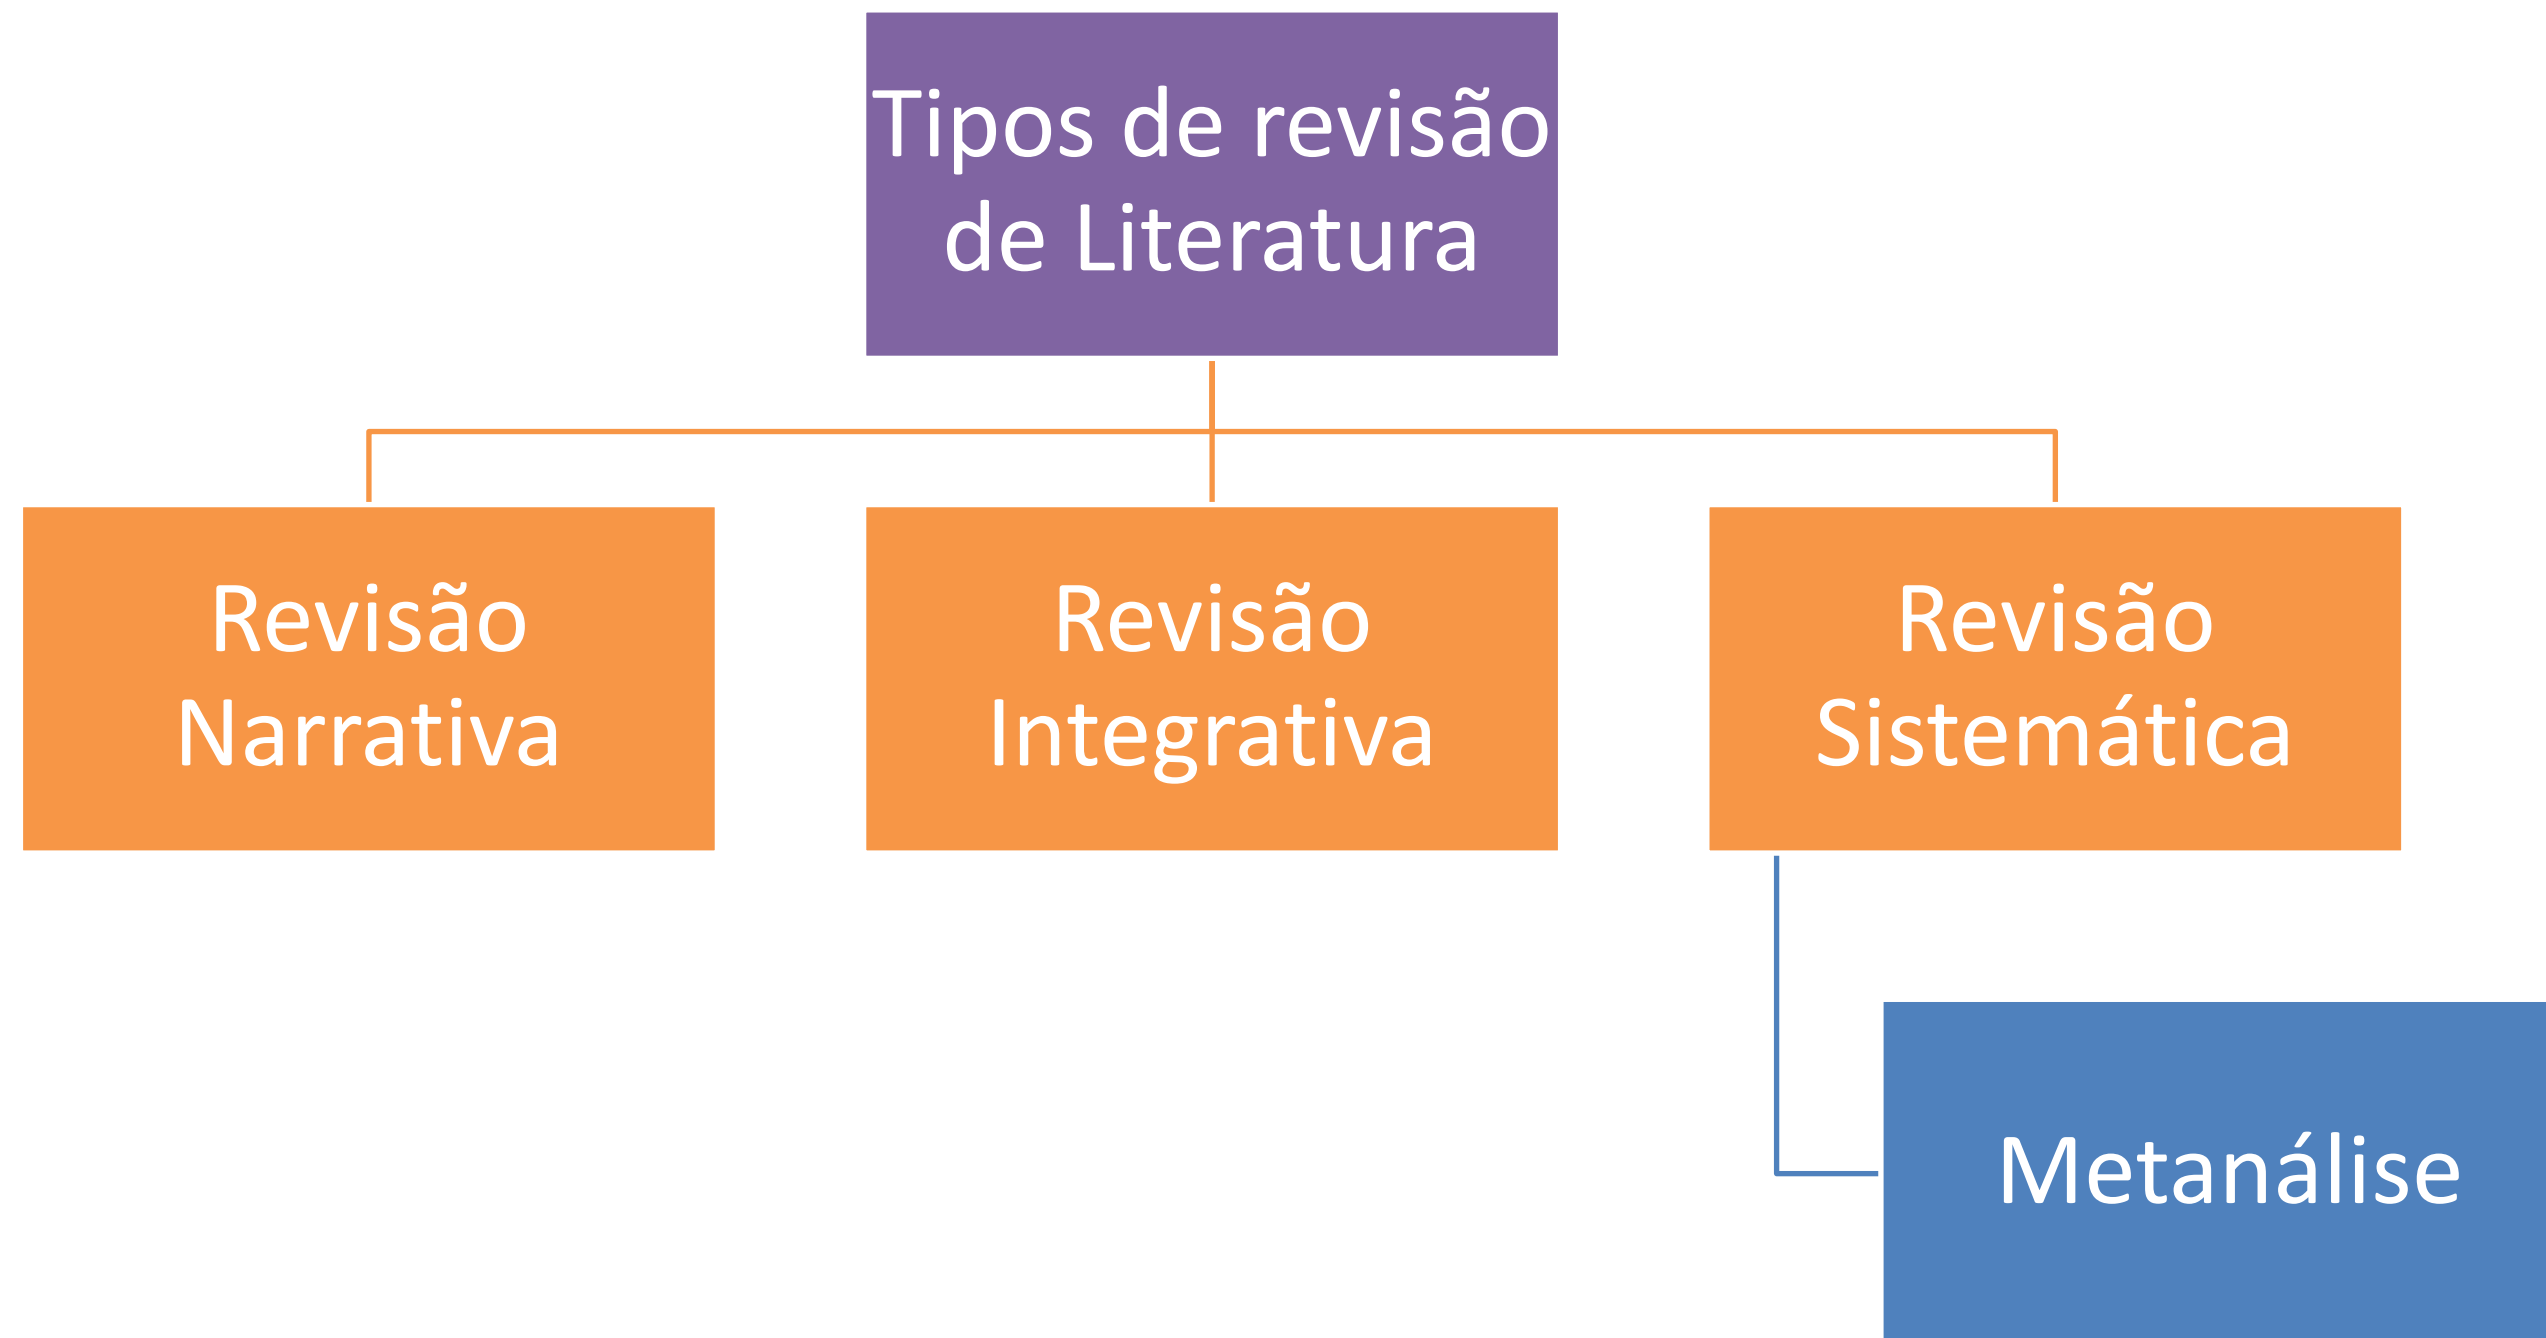 Tipos de revisão
de Literatura
Revisão
Narrativa
Revisão
Integrativa
Revisão
Sistemática
Metanálise